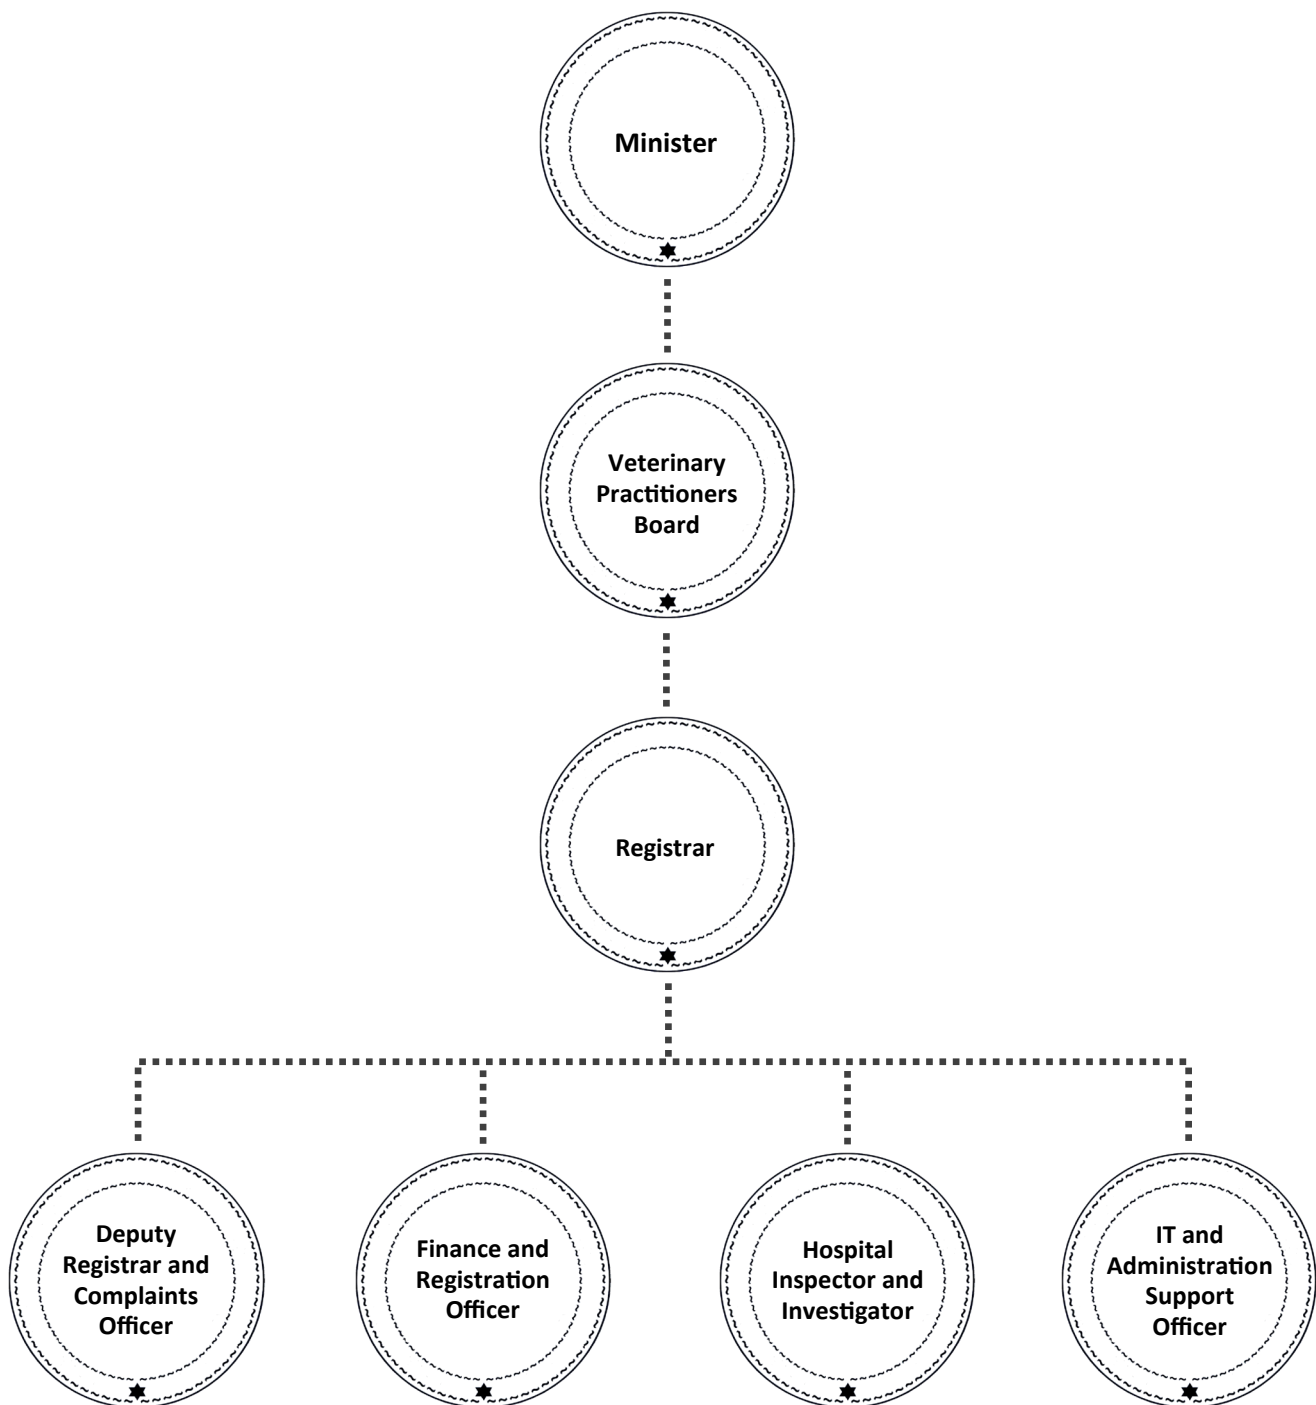 Minister
Veterinary
Practitioners
Board
Registrar
Deputy
Registrar and
Complaints
Officer
Finance and
Registration
Officer
Hospital
Inspector and
Investigator
IT and
Administration
Support
Officer